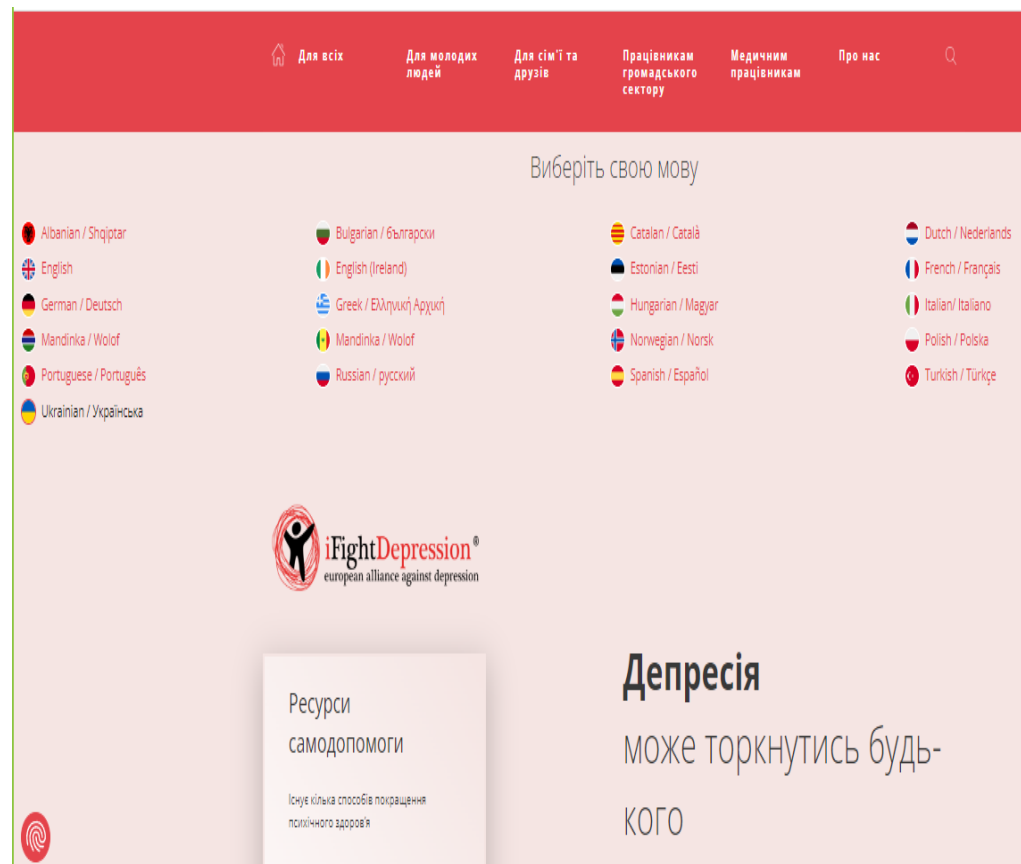 Для всіх
Для молодих
людей
Для сім'ї та
друзів
Працівникам
громадського
сектору
Медичним
працівникам
Про нас
Виберіть свою мову
Albanian / Shqiptar
Bulgarian / български
Catalan / Català
Dutch / Nederlands
English
English (Ireland)
Estonian / Eesti
French / Français
German / Deutsch
Greek / Ελληνική Αρχική
Hungarian / Magyar
Italian/ Italiano
Mandinka / Wolof
Mandinka / Wolof
Norwegian / Norsk
Polish / Polska
Portuguese / Português
Russian / русский
Spanish / Español
Turkish / Türkçe
Ukrainian / Українська
iFightDepression®
european alliance against depression
Ресурси
самодопомоги
Існує кілька способів покращення
психічного здоров'я
Депресія
може торкнутись будь-
кого